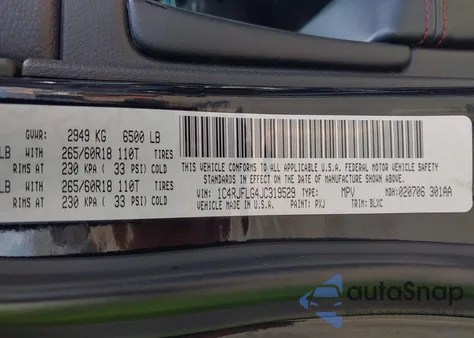 GVWR: 2949 KG 6500 LB
LB WITH 265/60R18 110T TIRES
AT 230 KPA ( 33 PSI) COLD
LB WITH 265/60R18 110T TIRES
AT 230 KPA ( 33 PSI) COLD
THIS VEHICLE CONFORMS TO ALL APPLICABLE U.S.A. FEDERAL MOTOR VEHICLE SAFETY
STANDARDS IN EFFECT ON THE DATE OF MANUFACTURE SHOWN ABOVE.
VIN: 1C4RJFLG4JC319529 TYPE: MPV MDH:020706 301AA
VEHICLE MADE IN U.S.A. PAINT: PXJ TRIM: BLXC
autoSnap